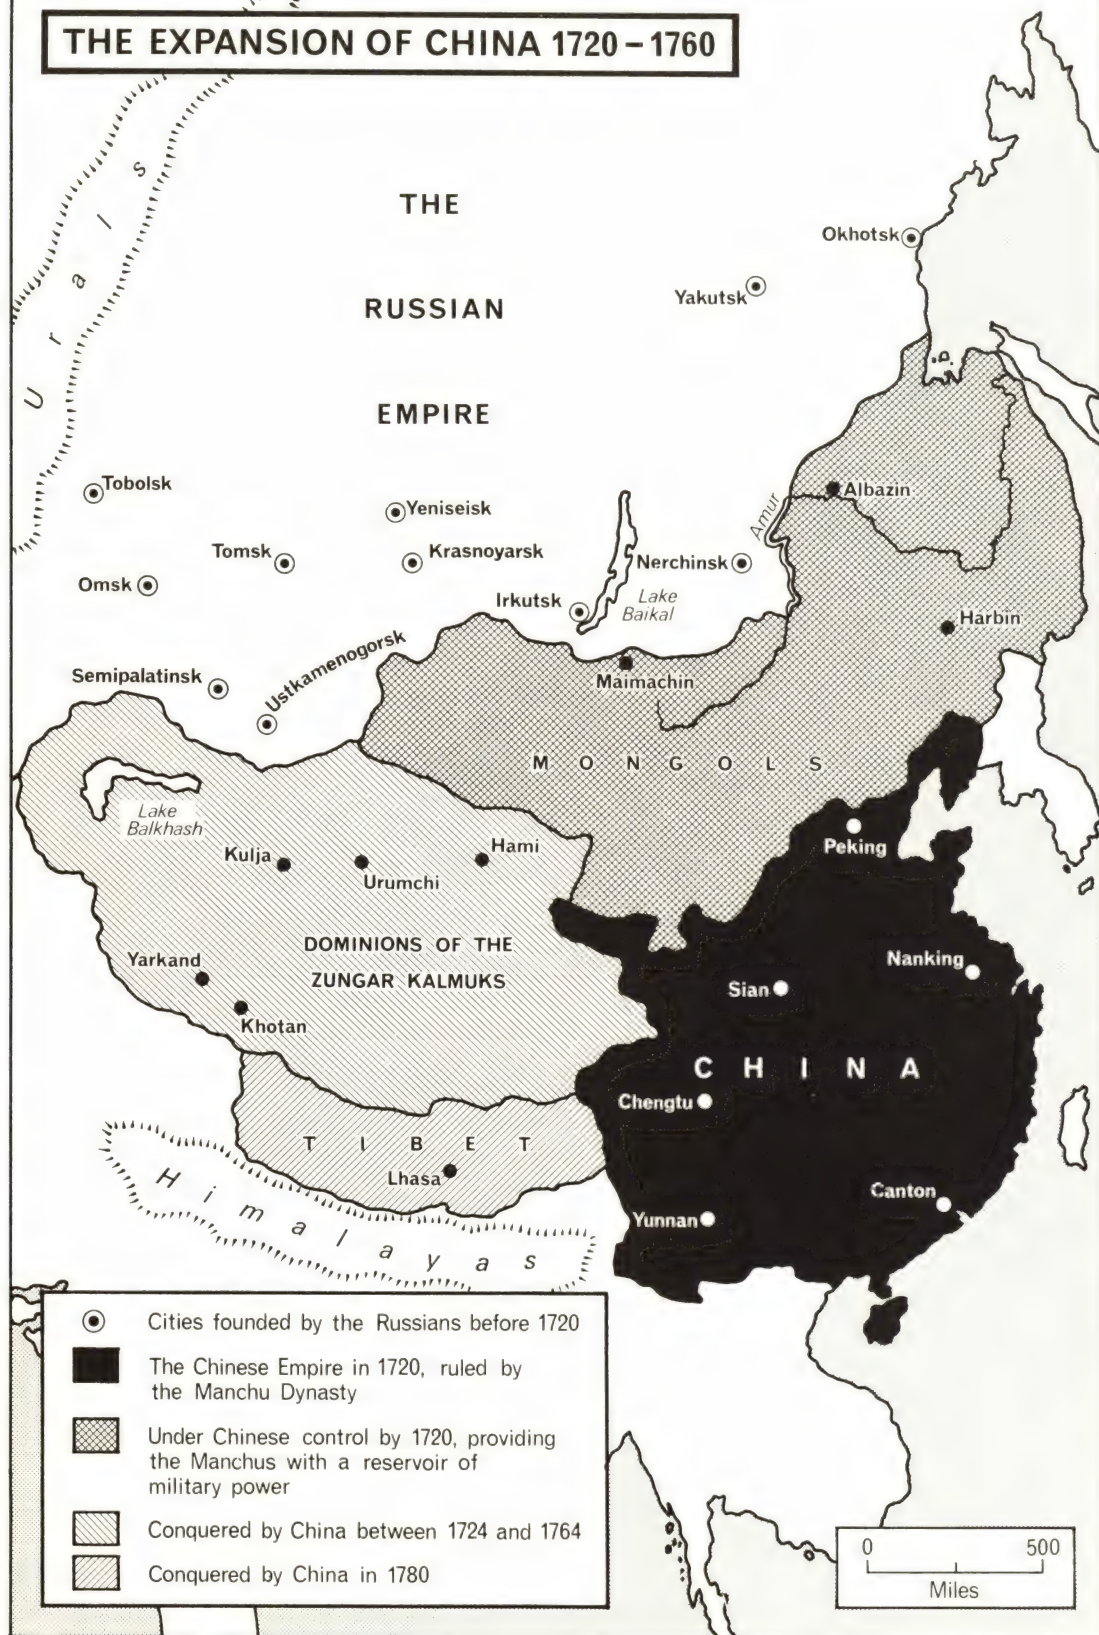 THE EXPANSION OF CHINA 1720–1760
Urals
THE
RUSSIAN
EMPIRE
Okhotsk
Yakutsk
Tobolsk
Yeniseisk
Albazin
Amur
Tomsk
Krasnoyarsk
Nerchinsk
Omsk
Irkutsk
Lake
Baikal
Harbin
Ustkamenogorsk
Semipalatinsk
Maimachin
MONGOLS
Lake
Balkhash
Peking
Kulja
Hami
Urumchi
DOMINIONS OF THE
ZUNGAR KALMUKS
Yarkand
Nanking
Sian
Khotan
CHINA
Chengtu
TIBET
Lhasa
Himalayas
Canton
Yunnan
Cities founded by the Russians before 1720
The Chinese Empire in 1720, ruled by
the Manchu Dynasty
Under Chinese control by 1720, providing
the Manchus with a reservoir of
military power
Conquered by China between 1724 and 1764
Conquered by China in 1780
0 500
Miles